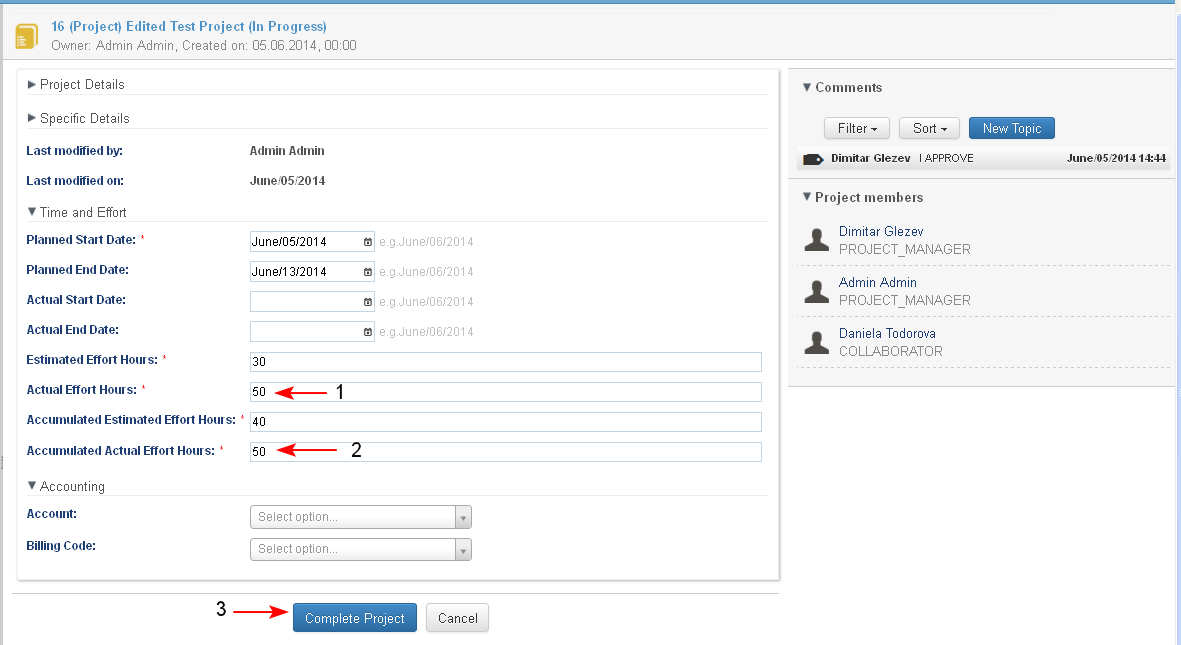 16 (Project) Edited Test Project (In Progress)
Owner: Admin Admin, Created on: 05.06.2014, 00:00
Project Details
Specific Details
Last modified by: Admin Admin
Last modified on: June/05/2014
Time and Effort
Planned Start Date: * June/05/2014 e.g.June/06/2014
Planned End Date: June/13/2014 e.g.June/06/2014
Actual Start Date: e.g.June/06/2014
Actual End Date: e.g.June/06/2014
Estimated Effort Hours: * 30
Actual Effort Hours: * 50 1
Accumulated Estimated Effort Hours: * 40
Accumulated Actual Effort Hours: * 50 2
Accounting
Account: Select option...
Billing Code: Select option...
3 Complete Project Cancel
Comments
Filter Sort New Topic
Dimitar Glezev I APPROVE June/05/2014 14:44
Project members
Dimitar Glezev
PROJECT_MANAGER
Admin Admin
PROJECT_MANAGER
Daniela Todorova
COLLABORATOR